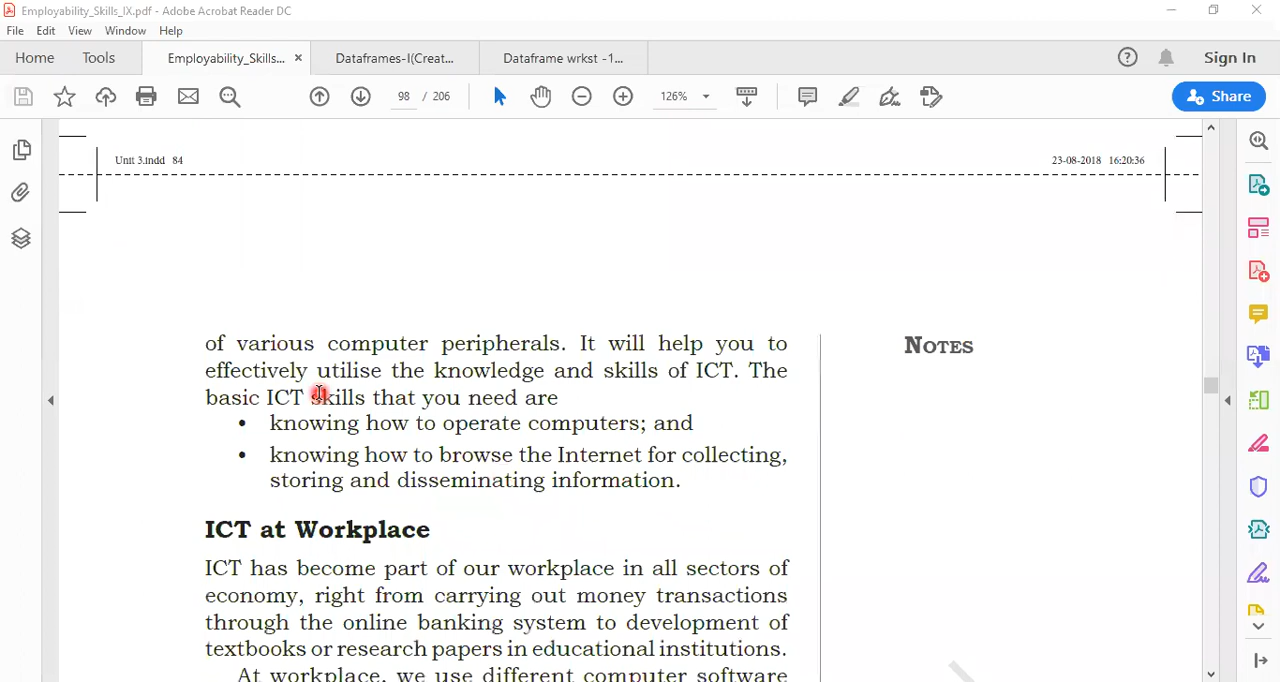 Employability_Skills_IX.pdf - Adobe Acrobat Reader DC
File Edit View Window Help
Home Tools Employability_Skills... × Dataframes-I(Creat... Dataframe wrkst -1... Sign In
98 / 206 126% Share
Unit 3.indd 84 23-08-2018 16:20:36
of various computer peripherals. It will help you to
effectively utilise the knowledge and skills of ICT. The
basic ICT skills that you need are
• knowing how to operate computers; and
• knowing how to browse the Internet for collecting,
storing and disseminating information.
ICT at Workplace
ICT has become part of our workplace in all sectors of
economy, right from carrying out money transactions
through the online banking system to development of
textbooks or research papers in educational institutions.
At workplace, we use different computer software
NOTES